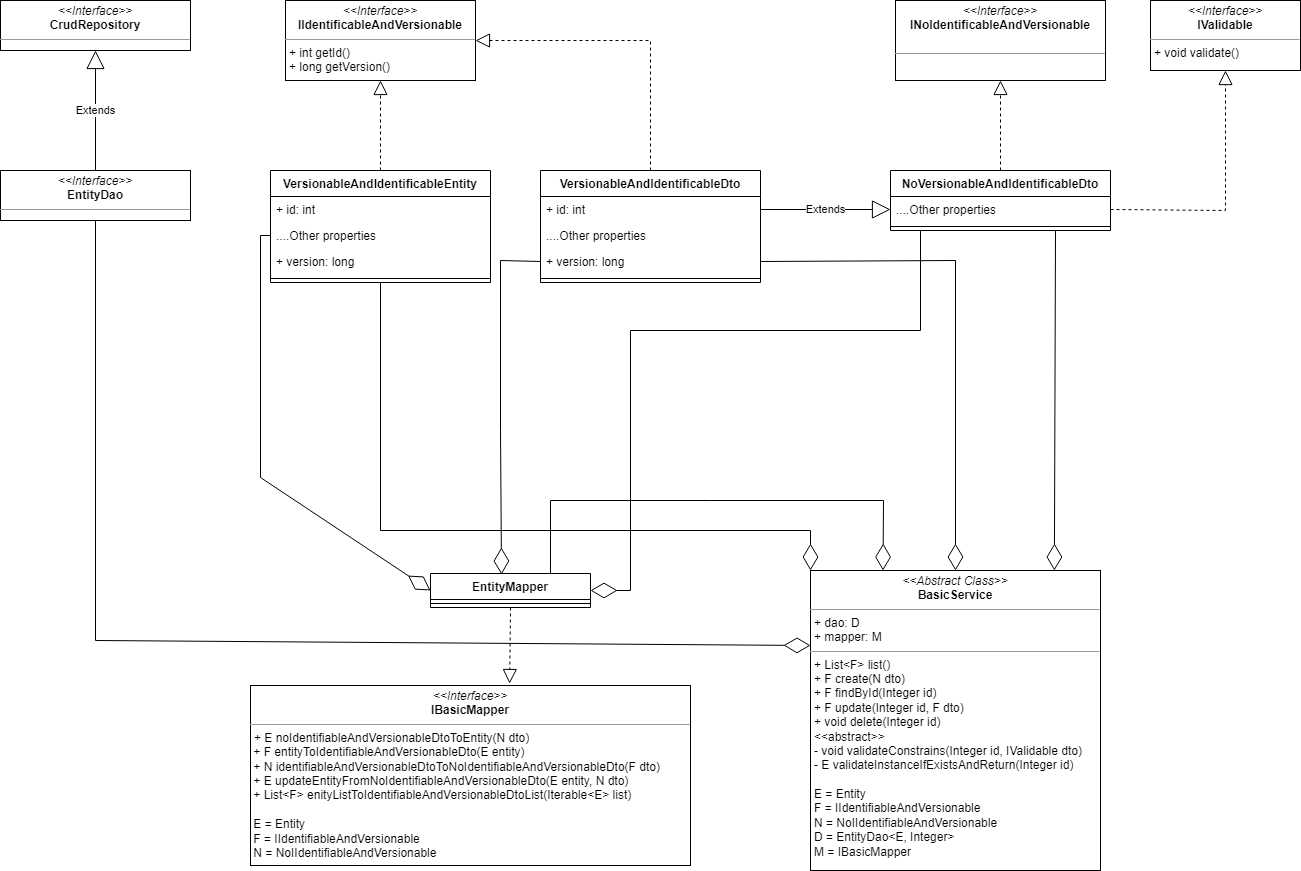 <<Interface>>
CrudRepository
<<Interface>>
IIdentificableAndVersionable
+ int getId()
+ long getVersion()
<<Interface>>
INoIdentificableAndVersionable
<<Interface>>
IValidable
+ void validate()
Extends
<<Interface>>
EntityDao
VersionableAndIdentificableEntity
+ id: int
....Other properties
+ version: long
VersionableAndIdentificableDto
+ id: int
....Other properties
+ version: long
Extends
NoVersionableAndIdentificableDto
....Other properties
EntityMapper
<<Abstract Class>>
BasicService
+ dao: D
+ mapper: M
+ List<F> list()
+ F create(N dto)
+ F findById(Integer id)
+ F update(Integer id, F dto)
+ void delete(Integer id)
<<abstract>>
- void validateConstrains(Integer id, IValidable dto)
- E validateInstanceIfExistsAndReturn(Integer id)
E = Entity
F = IIdentifiableAndVersionable
N = NoIIdentifiableAndVersionable
D = EntityDao<E, Integer>
M = IBasicMapper
<<Interface>>
IBasicMapper
+ E noIdentifiableAndVersionableDtoToEntity(N dto)
+ F entityToIdentifiableAndVersionableDto(E entity)
+ N identifiableAndVersionableDtoToNoIdentifiableAndVersionableDto(F dto)
+ E updateEntityFromNoIdentifiableAndVersionableDto(E entity, N dto)
+ List<F> enityListToIdentifiableAndVersionableDtoList(Iterable<E> list)
E = Entity
F = IIdentifiableAndVersionable
N = NoIIdentifiableAndVersionable